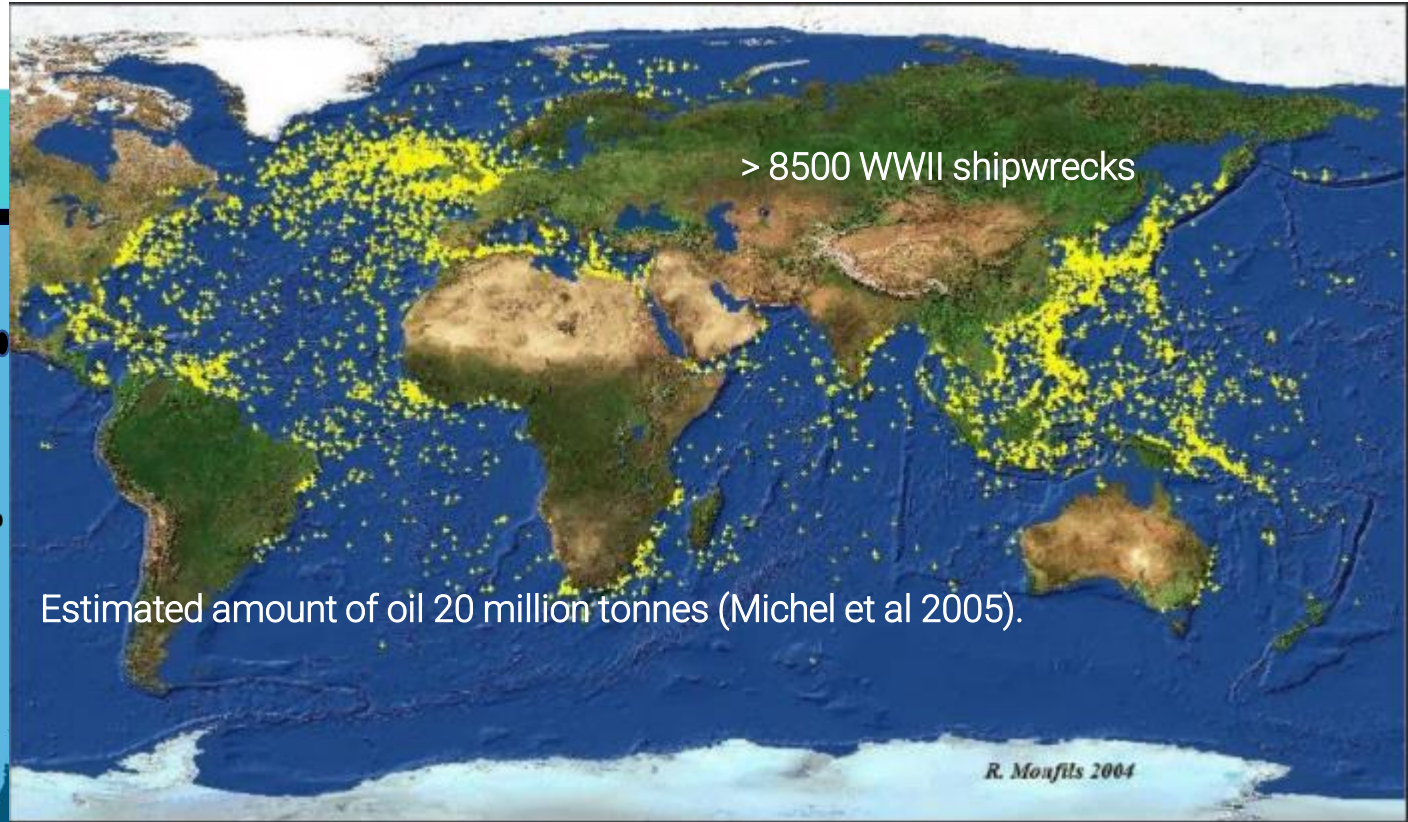 > 8500 WWII shipwrecks
Estimated amount of oil 20 million tonnes (Michel et al 2005).
R. Monfils 2004